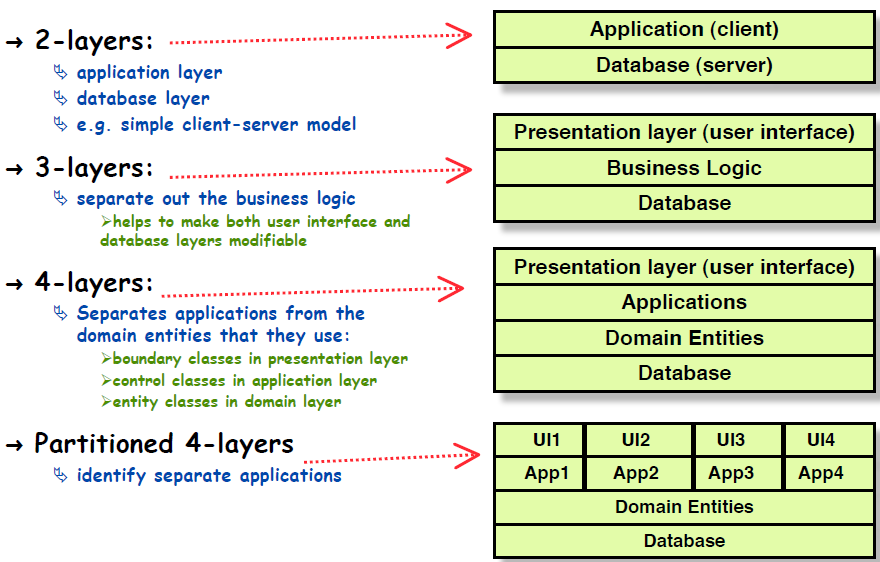 → 2-layers:
application layer
database layer
e.g. simple client-server model
Application (client)
Database (server)
→ 3-layers:
separate out the business logic
➢helps to make both user interface and
database layers modifiable
Presentation layer (user interface)
Business Logic
Database
→ 4-layers:
Separates applications from the
domain entities that they use:
➢boundary classes in presentation layer
➢control classes in application layer
➢entity classes in domain layer
Presentation layer (user interface)
Applications
Domain Entities
Database
→ Partitioned 4-layers
identify separate applications
UI1 UI2 UI3 UI4
App1 App2 App3 App4
Domain Entities
Database